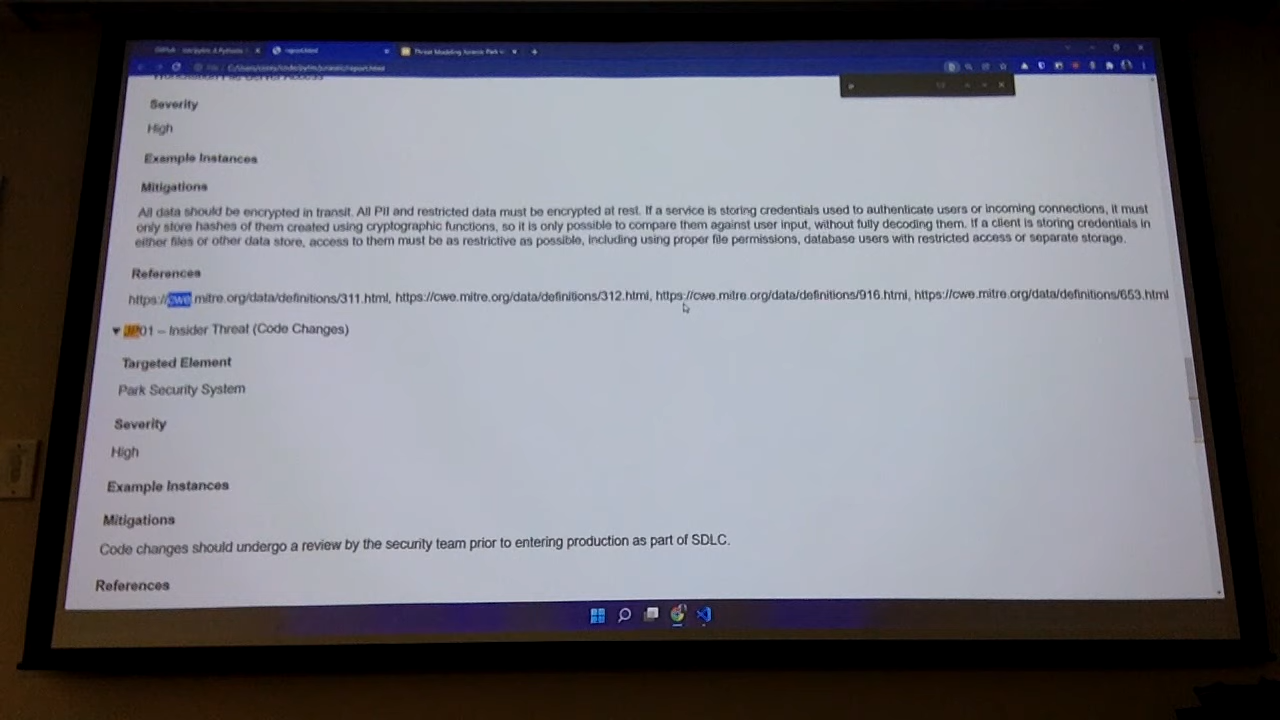 report.html
Threat Modeling Jurassic Park
Severity
High
Example Instances
Mitigations
All data should be encrypted in transit. All PII and restricted data must be encrypted at rest. If a service is storing credentials used to authenticate users or incoming connections, it must
only store hashes of them created using cryptographic functions, so it is only possible to compare them against user input, without fully decoding them. If a client is storing credentials in
either files or other data store, access to them must be as restrictive as possible, including using proper file permissions, database users with restricted access or separate storage.
References
https://cwe.mitre.org/data/definitions/311.html, https://cwe.mitre.org/data/definitions/312.html, https://cwe.mitre.org/data/definitions/916.html, https://cwe.mitre.org/data/definitions/653.html
JP01 – Insider Threat (Code Changes)
Targeted Element
Park Security System
Severity
High
Example Instances
Mitigations
Code changes should undergo a review by the security team prior to entering production as part of SDLC.
References